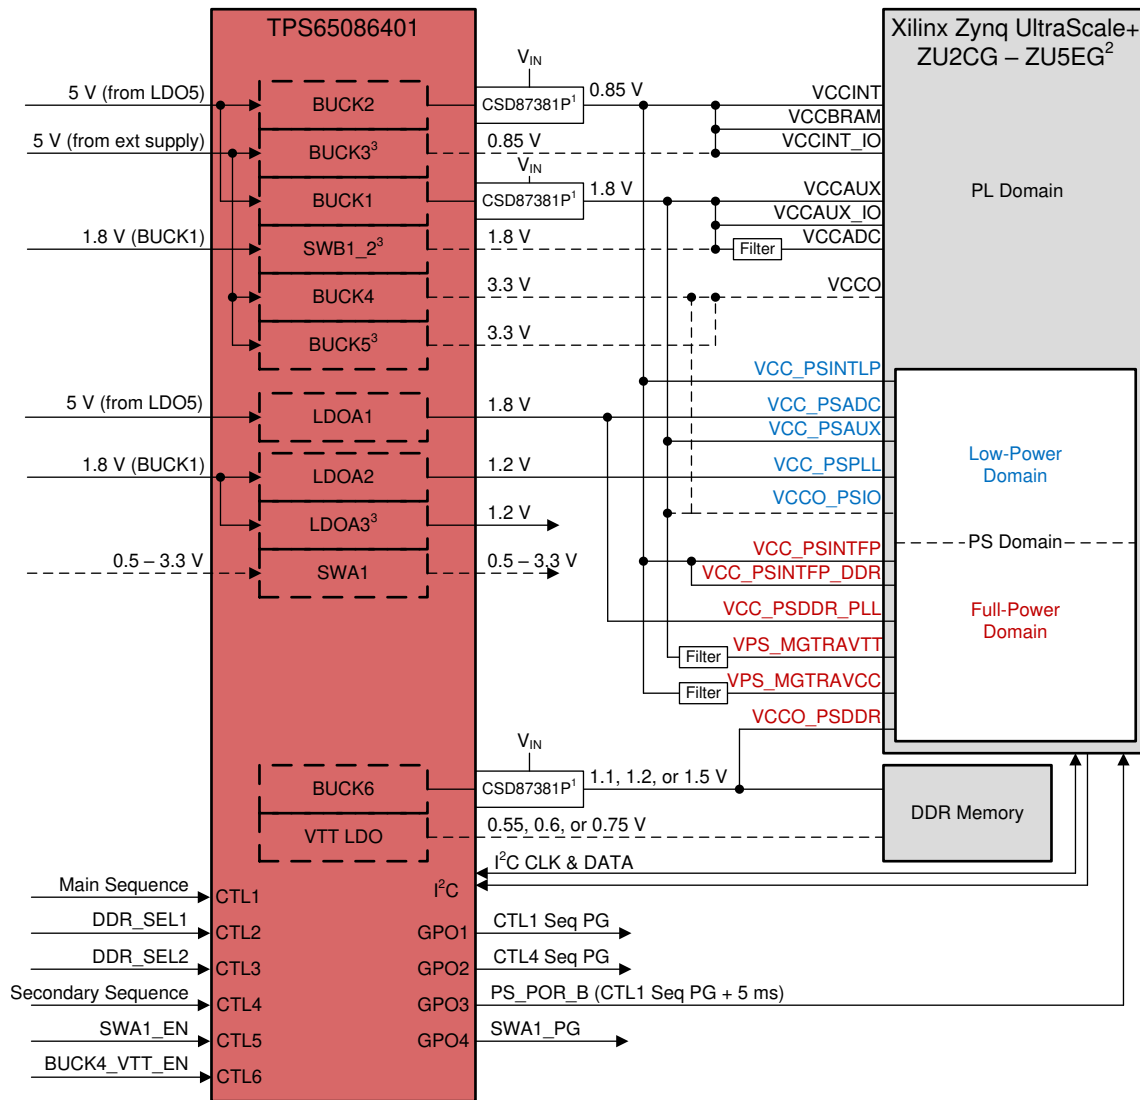 TPS65086401
Xilinx Zynq UltraScale+
ZU2CG – ZU5EG²
V_IN
5 V (from LDO5)
BUCK2
CSD87381P¹
0.85 V
VCCINT
VCCBRAM
5 V (from ext supply)
BUCK3³
0.85 V
VCCINT_IO
V_IN
BUCK1
CSD87381P¹
1.8 V
VCCAUX
PL Domain
VCCAUX_IO
1.8 V (BUCK1)
SWB1_2³
1.8 V
Filter
VCCADC
BUCK4
3.3 V
VCCO
BUCK5³
3.3 V
VCC_PSINTLP
5 V (from LDO5)
LDOA1
1.8 V
VCC_PSADC
VCC_PSAUX
1.8 V (BUCK1)
LDOA2
1.2 V
VCC_PSPLL
Low-Power
Domain
VCCO_PSIO
LDOA3³
1.2 V
PS Domain
0.5 – 3.3 V
SWA1
0.5 – 3.3 V
VCC_PSINTFP
VCC_PSINTFP_DDR
VCC_PSDDR_PLL
Full-Power
Domain
Filter
VPS_MGTRAVTT
Filter
VPS_MGTRAVCC
VCCO_PSDDR
V_IN
BUCK6
CSD87381P¹
1.1, 1.2, or 1.5 V
DDR Memory
VTT LDO
0.55, 0.6, or 0.75 V
I²C CLK & DATA
I²C
Main Sequence
CTL1
DDR_SEL1
CTL2
GPO1
CTL1 Seq PG
DDR_SEL2
CTL3
GPO2
CTL4 Seq PG
Secondary Sequence
CTL4
GPO3
PS_POR_B (CTL1 Seq PG + 5 ms)
SWA1_EN
CTL5
GPO4
SWA1_PG
BUCK4_VTT_EN
CTL6